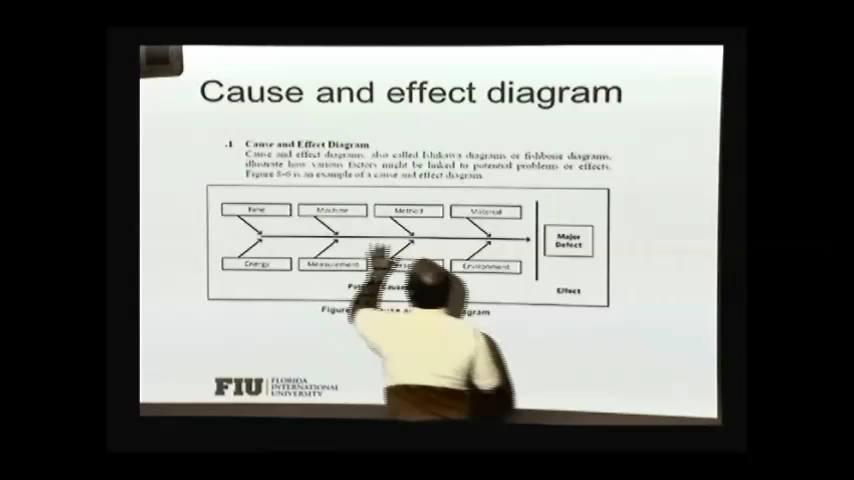 Cause and effect diagram
.1 Cause and Effect Diagram
Cause and effect diagrams, also called Ishikawa diagrams or fishbone diagrams,
illustrate how various factors might be linked to potential problems or effects.
Figure 8-6 is an example of a cause and effect diagram.
Time Machine Method Material
Major
Defect
Energy Measurement Environment
Effect
Figure
FIU FLORIDA
INTERNATIONAL
UNIVERSITY